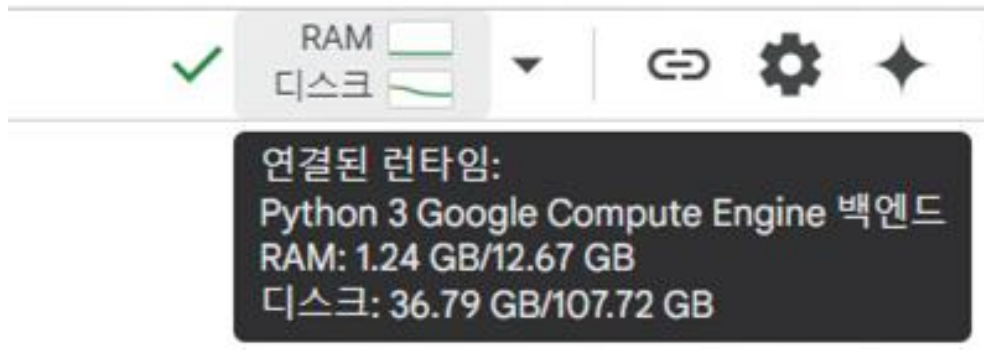 RAM
디스크
연결된 런타임:
Python 3 Google Compute Engine 백엔드
RAM: 1.24 GB/12.67 GB
디스크: 36.79 GB/107.72 GB